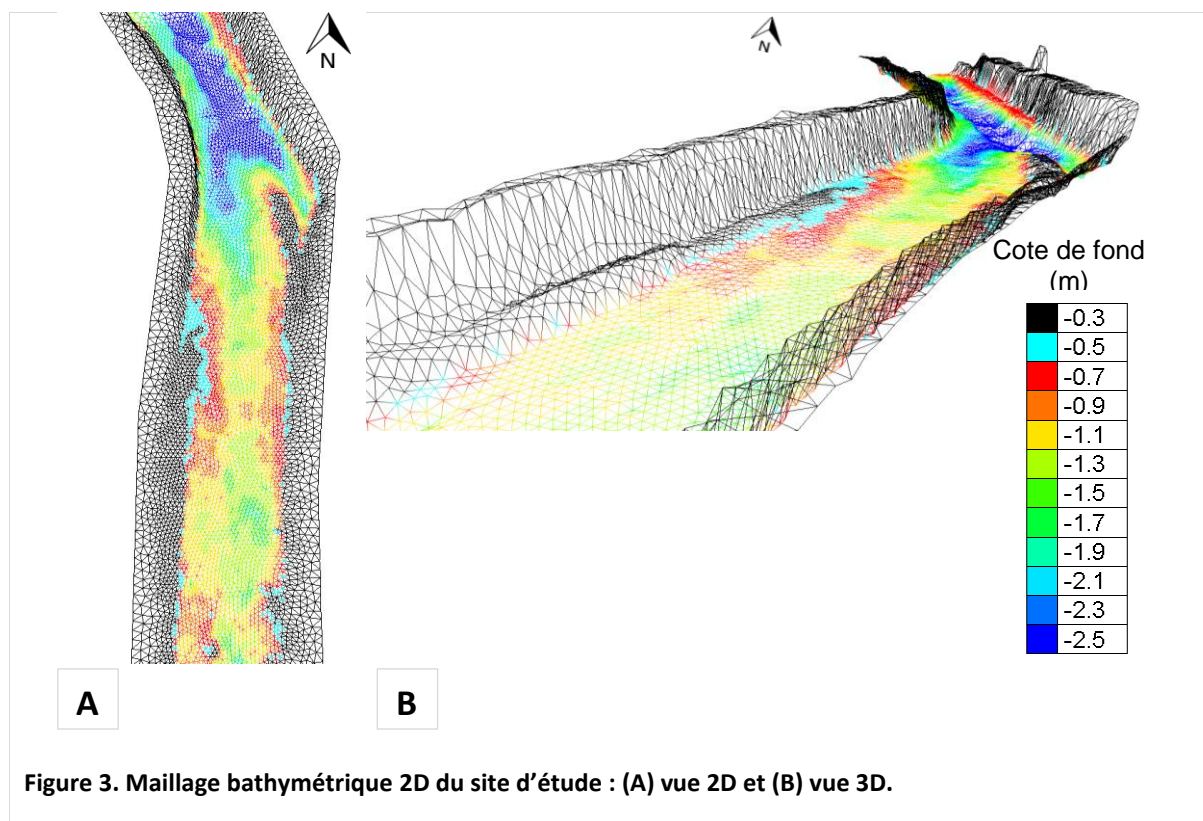 N
N
Cote de fond
(m)
-0.3
-0.5
-0.7
-0.9
-1.1
-1.3
-1.5
-1.7
-1.9
-2.1
-2.3
-2.5
A
B
Figure 3. Maillage bathymétrique 2D du site d’étude : (A) vue 2D et (B) vue 3D.